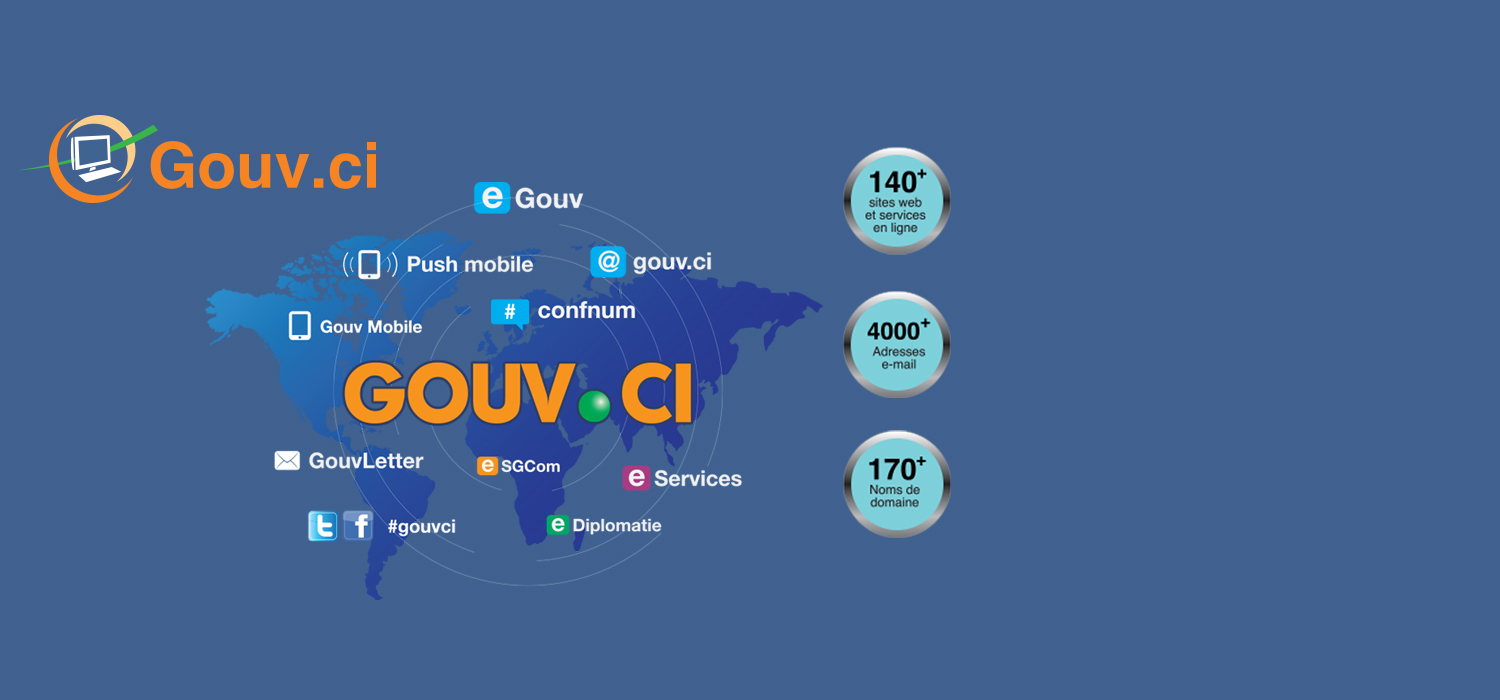 Gouv.ci
e Gouv
Push mobile
@ gouv.ci
# confnum
Gouv Mobile
GOUV.CI
GouvLetter
e SGCom
e Services
t f #gouvci
e Diplomatie
140+
sites web
et services
en ligne
4000+
Adresses
e-mail
170+
Noms de
domaine